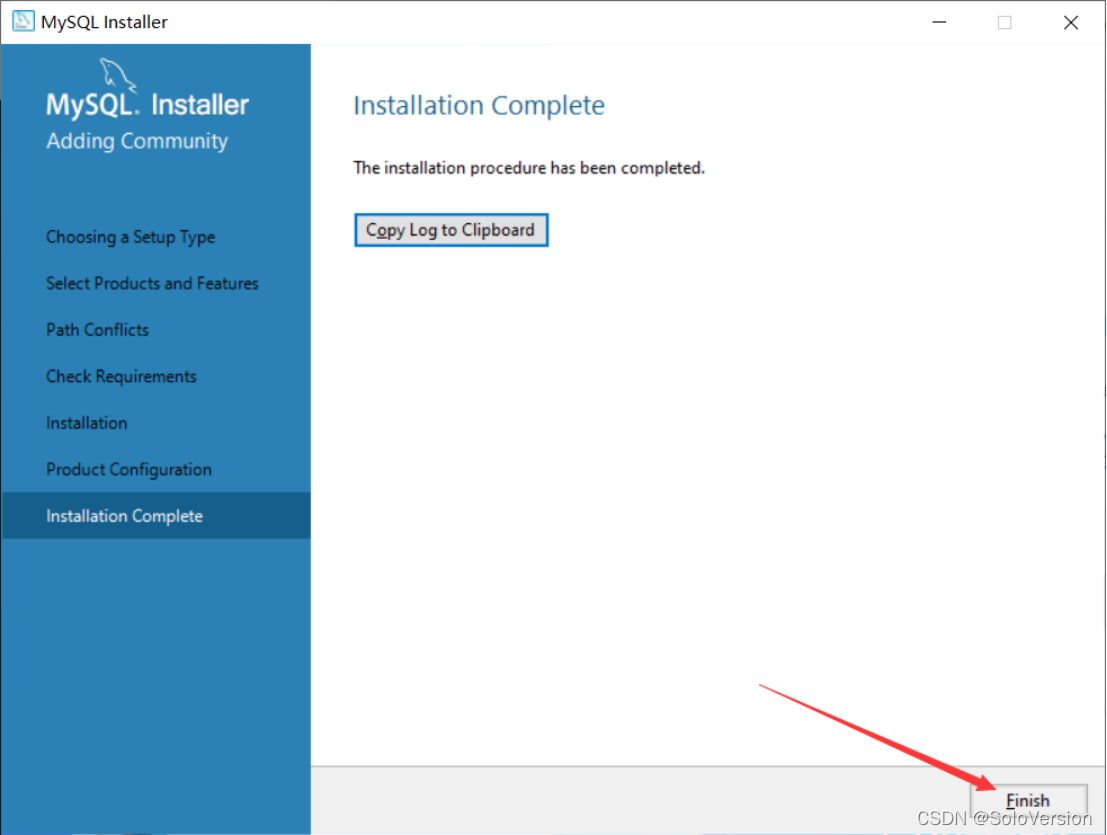 MySQL Installer
MySQL. Installer
Adding Community
Choosing a Setup Type
Select Products and Features
Path Conflicts
Check Requirements
Installation
Product Configuration
Installation Complete
Installation Complete
The installation procedure has been completed.
Copy Log to Clipboard
Finish
CSDN @SoloVersion